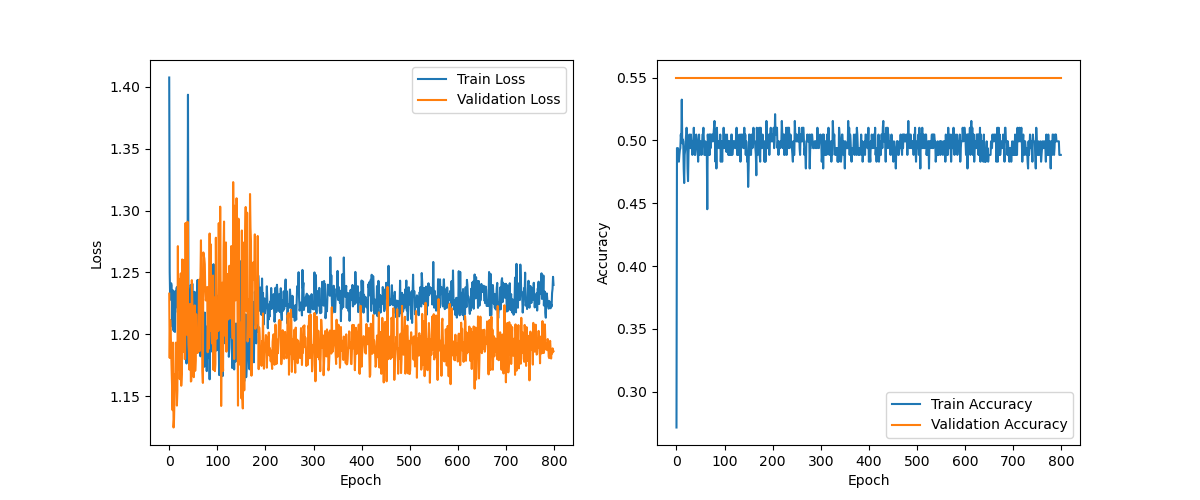 Train Loss
Validation Loss
1.40
1.35
1.30
1.25
1.20
1.15
Loss
0 100 200 300 400 500 600 700 800
Epoch
0.55
0.50
0.45
0.40
0.35
0.30
Accuracy
Train Accuracy
Validation Accuracy
0 100 200 300 400 500 600 700 800
Epoch